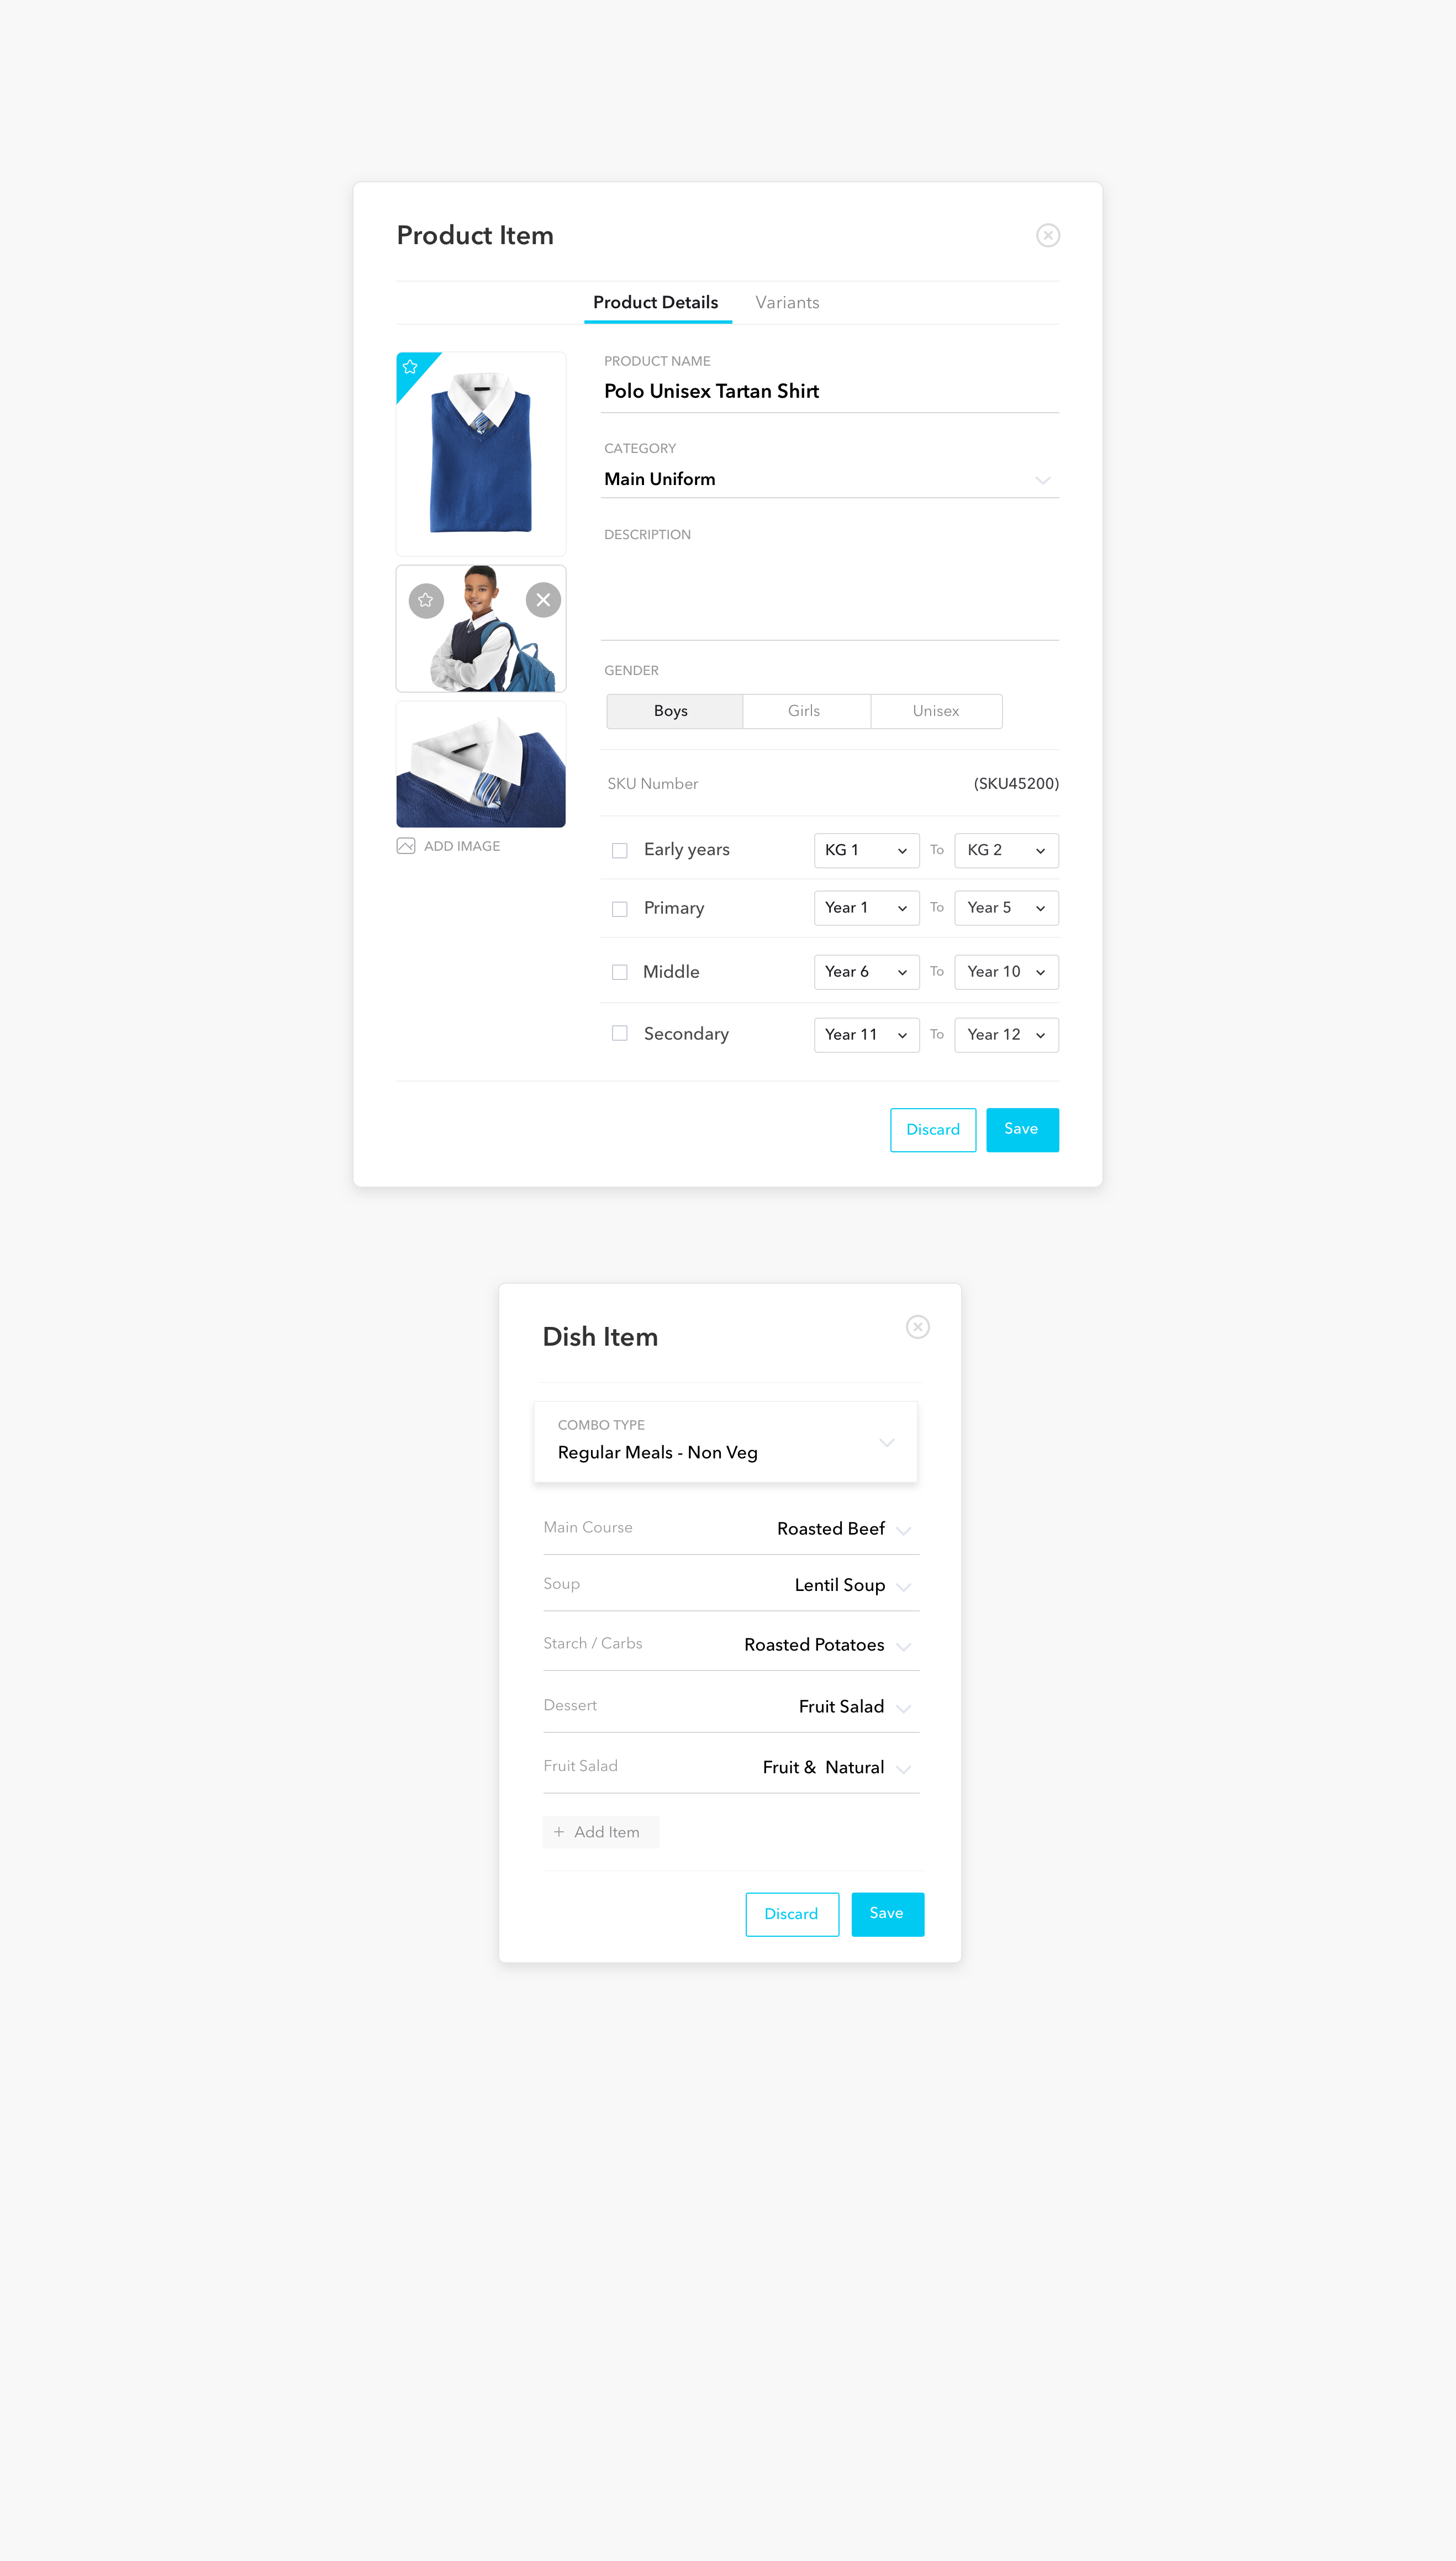 Product Item
Product Details
Variants
PRODUCT NAME
Polo Unisex Tartan Shirt
CATEGORY
Main Uniform
DESCRIPTION
GENDER
Boys
Girls
Unisex
SKU Number
(SKU45200)
ADD IMAGE
Early years
KG 1
To
KG 2
Primary
Year 1
To
Year 5
Middle
Year 6
To
Year 10
Secondary
Year 11
To
Year 12
Discard
Save
Dish Item
COMBO TYPE
Regular Meals - Non Veg
Main Course
Roasted Beef
Soup
Lentil Soup
Starch / Carbs
Roasted Potatoes
Dessert
Fruit Salad
Fruit Salad
Fruit &  Natural
+ Add Item
Discard
Save